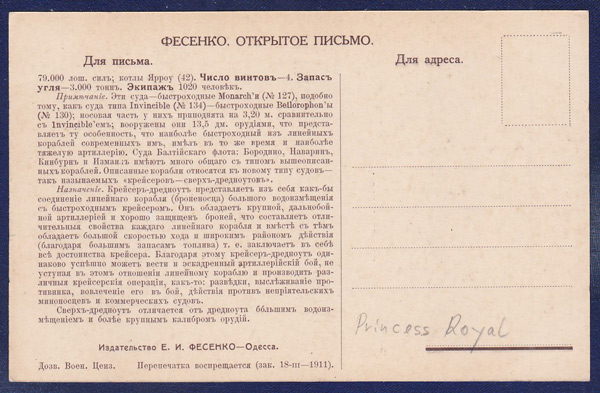 ФЕСЕНКО. ОТКРЫТОЕ ПИСЬМО.
Для письма.
Для адреса.
79.000 лош. силъ; котлы Ярроу (42). Число винтовъ—4. Запасъ
угля—3.000 тоннъ. Экипажъ 1020 человѣкъ.
Примѣчаніе. Эти суда—быстроходные Monarch'и (№ 127), подобно
тому, какъ суда типа Invincible (№ 134)—быстроходные Bellorophon'ы
(№ 130); носовая часть у нихъ приподнята на 3,20 м. сравнительно
съ Invincible'емъ; вооружены они 13,5 дм. орудіями, что предста-
вляетъ ту особенность, что наиболѣе быстроходный изъ линейныхъ
кораблей современныхъ им, имѣлъ въ то же время и наиболѣе
тяжелую артиллерію. Суда Балтійскаго флота: Бородино, Наваринъ,
Кинбурнъ и Измаилъ имѣютъ много общаго съ типомъ вышеописан-
ныхъ кораблей. Описанные корабли относятся къ новому типу судовъ—
такъ называемыхъ «крейсеровъ—сверхъ-дредноутовъ».
Назначеніе. Крейсеръ-дредноутъ представляетъ изъ себя какъ-бы
соединеніе линейнаго корабля (броненосца) большого водоизмѣщенія
съ быстроходнымъ крейсеромъ. Онъ обладаетъ крупной, дальнобой-
ной артиллеріей и хорошо защищенъ броней, что составляетъ отли-
чительныя свойства каждаго линейнаго корабля и вмѣстѣ съ тѣмъ
обладаетъ большой скоростью хода и широкимъ райономъ дѣйствія
(благодаря большимъ запасамъ топлива) т. е. заключаетъ въ себѣ
всѣ достоинства крейсера. Благодаря этому крейсеръ-дредноутъ оди-
наково успѣшно можетъ вести и эскадренный артиллерійскій бой, не
уступая въ этомъ отношеніи линейному кораблю и производить раз-
личныя крейсерскія операціи, какъ-то: развѣдки, выслѣживаніе про-
тивника, вовлеченіе его въ бой, дѣйствія противъ непріятельскихъ
миноносцевъ и коммерческихъ судовъ.
Сверхъ-дредноутъ отличается отъ дредноута бо́льшимъ водоиз-
мѣщеніемъ и болѣе крупнымъ калибромъ орудій.
Издательство Е. И. ФЕСЕНКО—Одесса.
Дозв. Воен. Ценз. Перепечатка воспрещается (зак. 18-III—1911).
Princess Royal